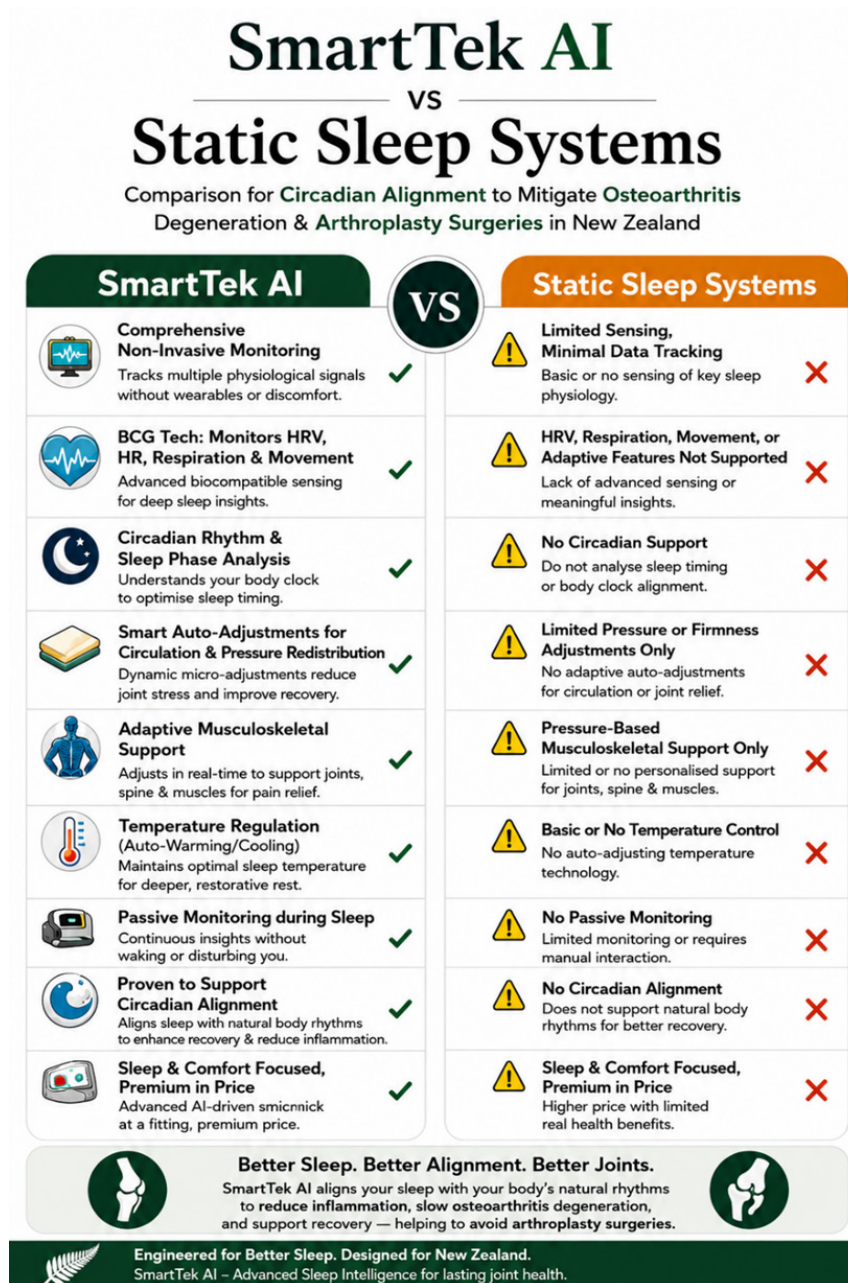 SmartTek AI
VS
Static Sleep Systems
Comparison for Circadian Alignment to Mitigate Osteoarthritis
Degeneration & Arthroplasty Surgeries in New Zealand
SmartTek AI
VS
Static Sleep Systems
Comprehensive
Non-Invasive Monitoring
Tracks multiple physiological signals
without wearables or discomfort.
Limited Sensing,
Minimal Data Tracking
Basic or no sensing of key sleep
physiology.
BCG Tech: Monitors HRV,
HR, Respiration & Movement
Advanced biocompatible sensing
for deep sleep insights.
HRV, Respiration, Movement, or
Adaptive Features Not Supported
Lack of advanced sensing or
meaningful insights.
Circadian Rhythm &
Sleep Phase Analysis
Understands your body clock
to optimise sleep timing.
No Circadian Support
Do not analyse sleep timing
or body clock alignment.
Smart Auto-Adjustments for
Circulation & Pressure Redistribution
Dynamic micro-adjustments reduce
joint stress and improve recovery.
Limited Pressure or Firmness
Adjustments Only
No adaptive auto-adjustments
for circulation or joint relief.
Adaptive Musculoskeletal
Support
Adjusts in real-time to support joints,
spine & muscles for pain relief.
Pressure-Based
Musculoskeletal Support Only
Limited or no personalised support
for joints, spine & muscles.
Temperature Regulation
(Auto-Warming/Cooling)
Maintains optimal sleep temperature
for deeper, restorative rest.
Basic or No Temperature Control
No auto-adjusting temperature
technology.
Passive Monitoring during Sleep
Continuous insights without
waking or disturbing you.
No Passive Monitoring
Limited monitoring or requires
manual interaction.
Proven to Support
Circadian Alignment
Aligns sleep with natural body rhythms
to enhance recovery & reduce inflammation.
No Circadian Alignment
Does not support natural body
rhythms for better recovery.
Sleep & Comfort Focused,
Premium in Price
Advanced AI-driven smicnnick
at a fitting, premium price.
Sleep & Comfort Focused,
Premium in Price
Higher price with limited
real health benefits.
Better Sleep. Better Alignment. Better Joints.
SmartTek AI aligns your sleep with your body's natural rhythms
to reduce inflammation, slow osteoarthritis degeneration,
and support recovery — helping to avoid arthroplasty surgeries.
Engineered for Better Sleep. Designed for New Zealand.
SmartTek AI – Advanced Sleep Intelligence for lasting joint health.